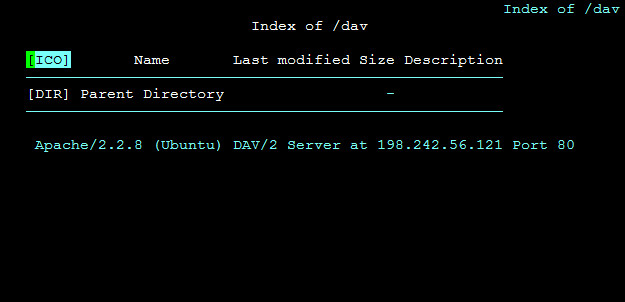 Index of /dav
Index of /dav
[ICO] Name Last modified Size Description
[DIR] Parent Directory -
Apache/2.2.8 (Ubuntu) DAV/2 Server at 198.242.56.121 Port 80